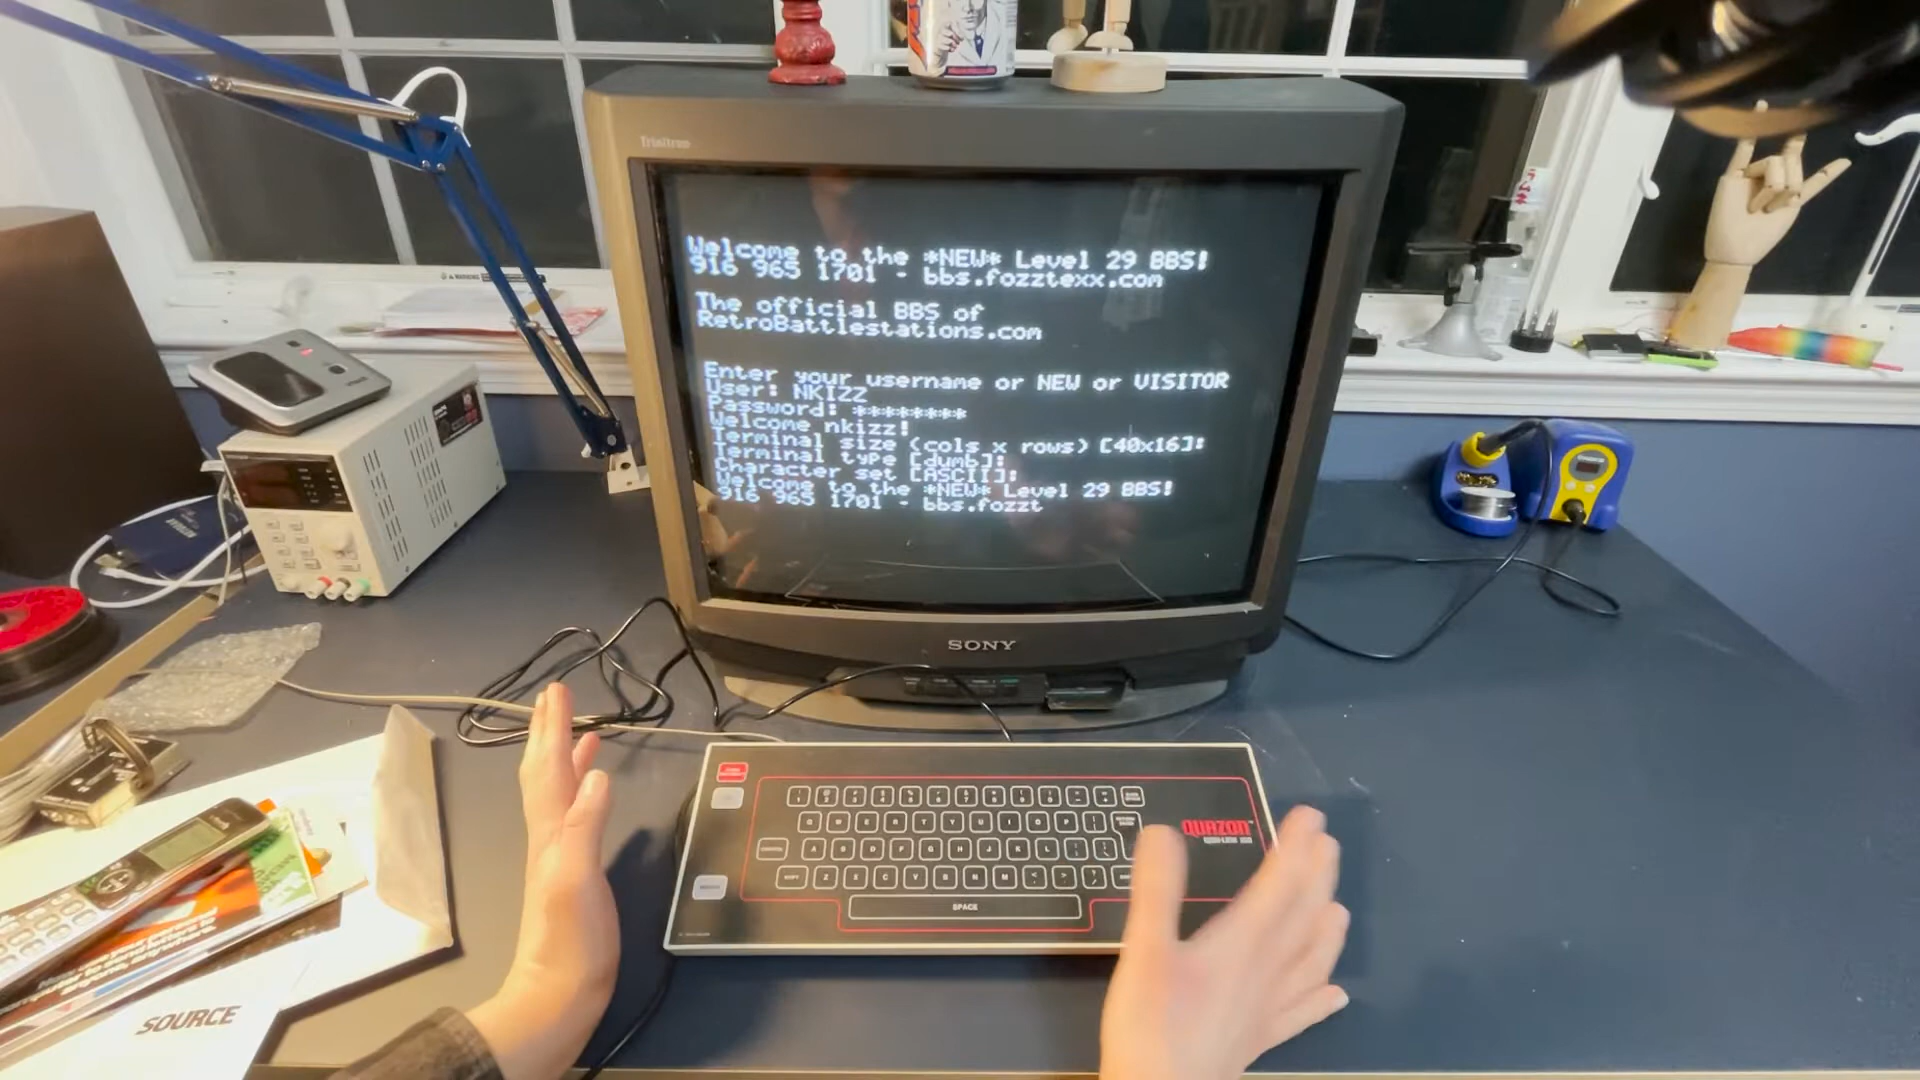 Trinitron
Welcome to the *NEW* Level 29 BBS!
916 965 1701 - bbs.fozztexx.com
The official BBS of
RetroBattlestations.com
Enter your username or NEW or VISITOR
User: NKIZZ
Password: ********
Welcome nkizz!
Terminal size (cols x rows) [40x16]:
Terminal type [dumb]:
Character set [ASCII]:
Welcome to the *NEW* Level 29 BBS!
916 965 1701 - bbs.fozzt
SONY
QUAZON
Q W E R T Y U I O P
A S D F G H J K L
Z X C V B N M
SPACE
SOURCE